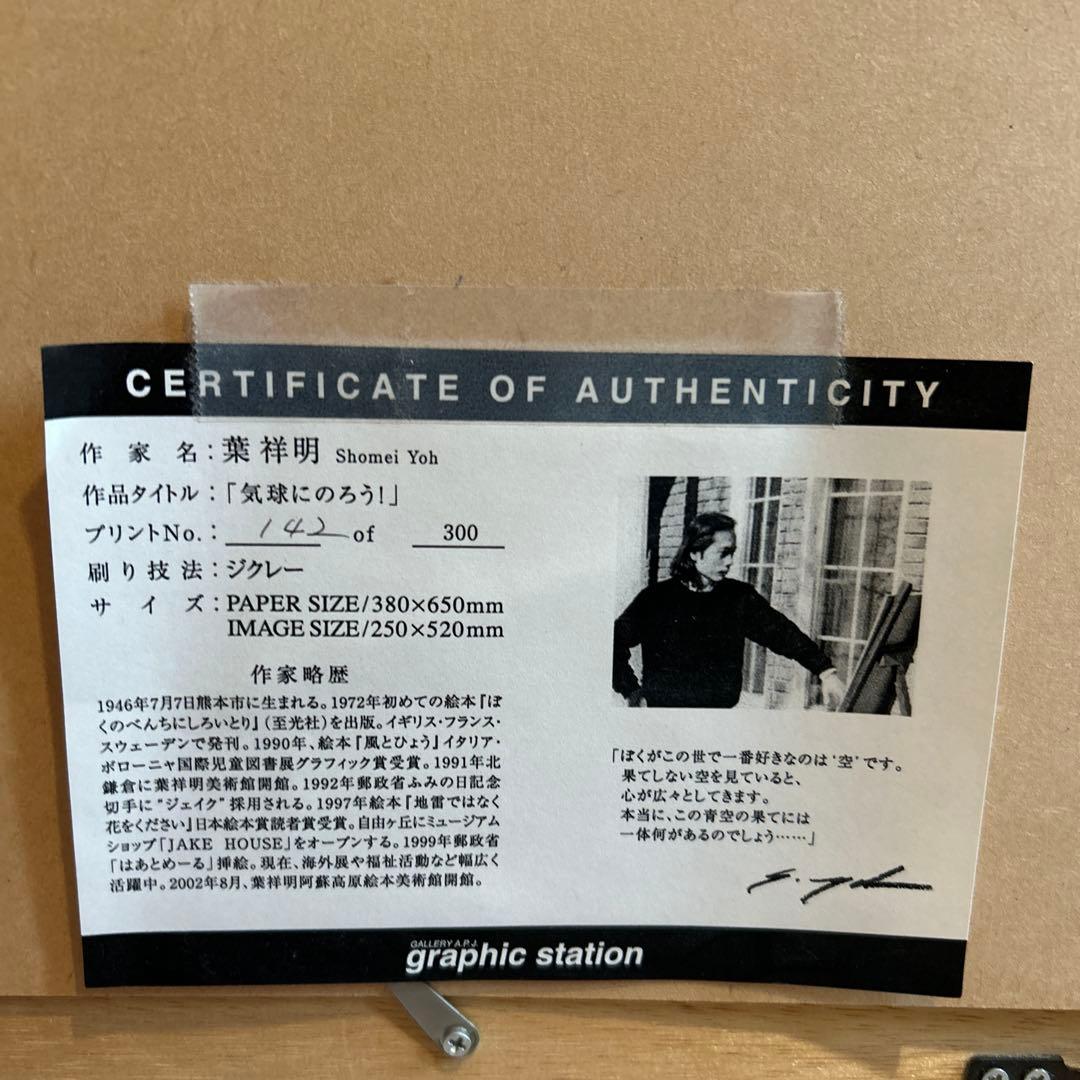 CERTIFICATE OF AUTHENTICITY
作家名：葉祥明 Shomei Yoh
作品タイトル：「気球にのろう!」
プリントNo.：142 of 300
刷り技法：ジクレー
サイズ：PAPER SIZE/380×650mm
IMAGE SIZE/250×520mm
作家略歴
1946年7月7日熊本市に生まれる。1972年初めての絵本『ぼ
くのべんちにしろいとり』（至光社）を出版。イギリス・フランス・
スウェーデンで発刊。1990年、絵本『風とひょう』イタリア・
ボローニャ国際児童図書展グラフィック賞受賞。1991年北
鎌倉に葉祥明美術館開館。1992年郵政省ふみの日記念
切手に"ジェイク"採用される。1997年絵本『地雷ではなく
花をください』日本絵本賞読者賞受賞。自由ヶ丘にミュージアム
ショップ「JAKE HOUSE」をオープンする。1999年郵政省
「はあとめーる」挿絵。現在、海外展や福祉活動など幅広く
活躍中。2002年8月、葉祥明阿蘇高原絵本美術館開館。
「ぼくがこの世で一番好きなのは‘空’です。
果てしない空を見ていると、
心が広々としてきます。
本当に、この青空の果てには
一体何があるのでしょう……」
GALLERY A.P.J.
graphic station